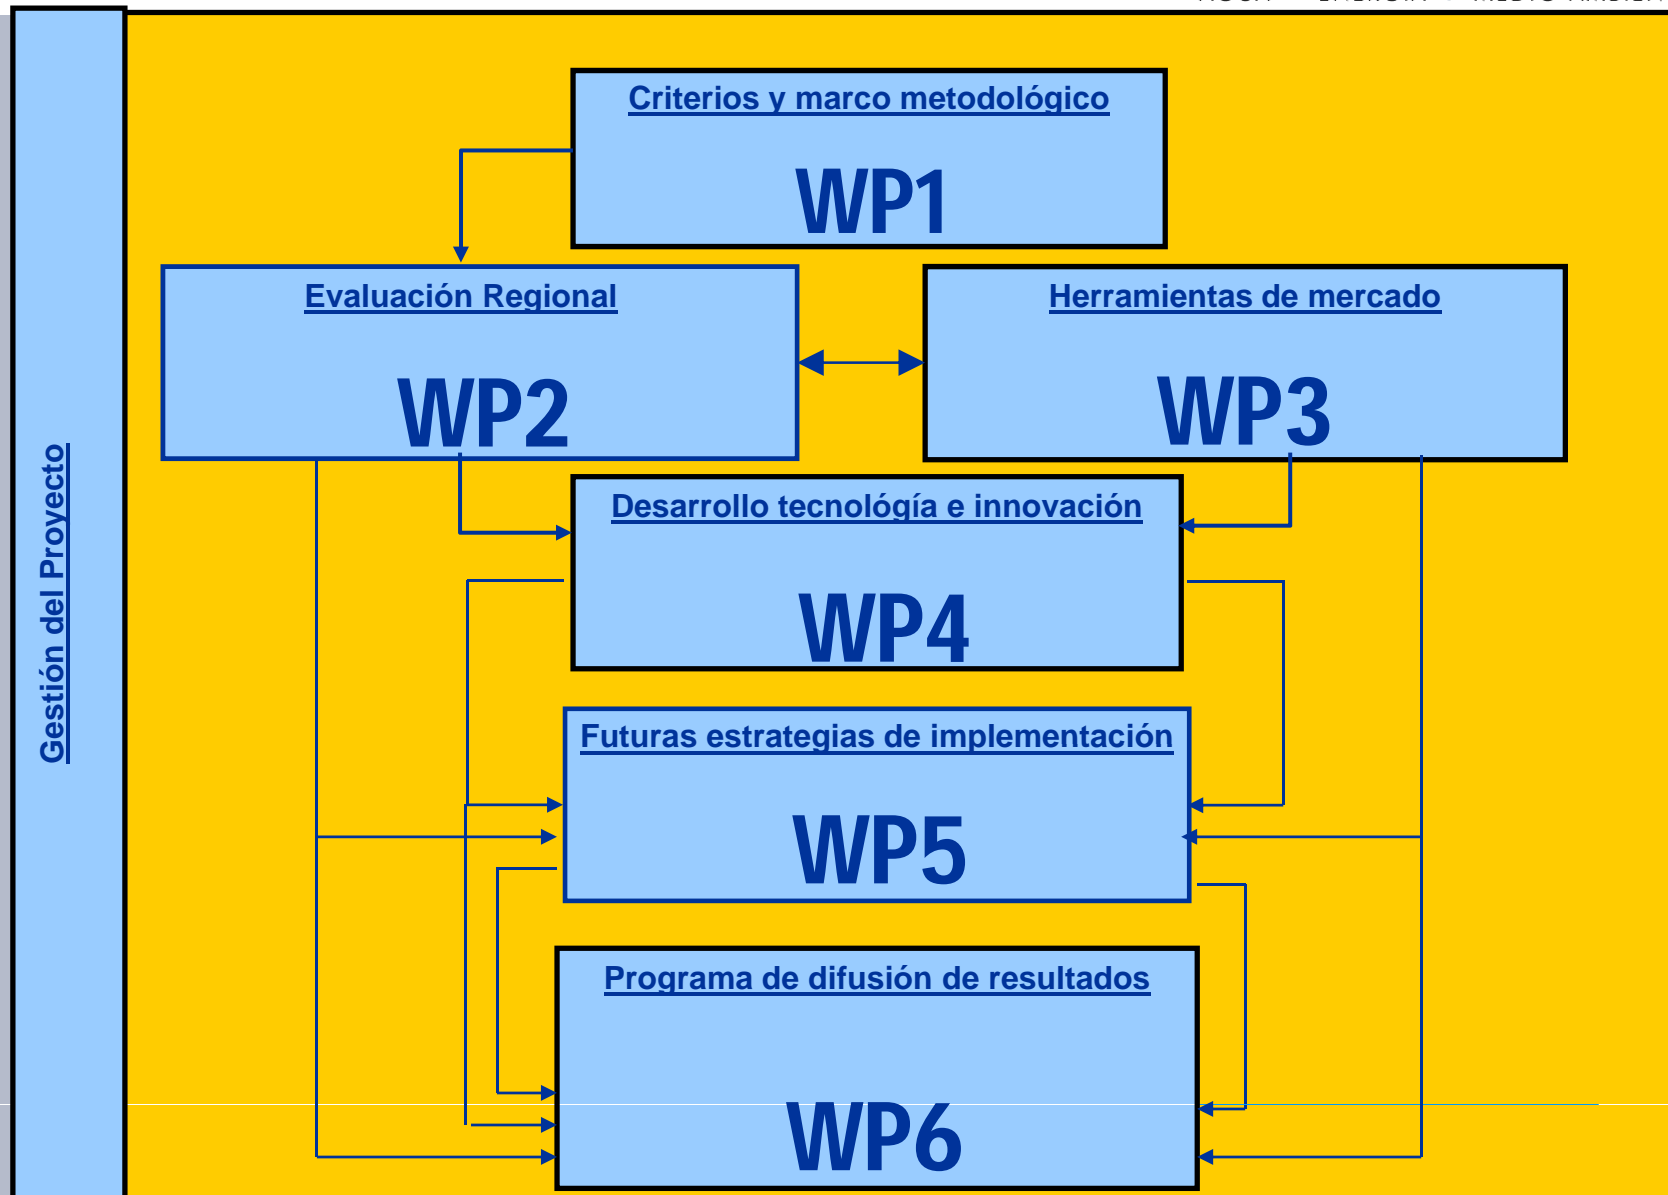 Criterios y marco metodológico
WP1
Evaluación Regional
WP2
Herramientas de mercado
WP3
Desarrollo tecnológía e innovación
WP4
Futuras estrategias de implementación
WP5
Programa de difusión de resultados
WP6
Gestión del Proyecto